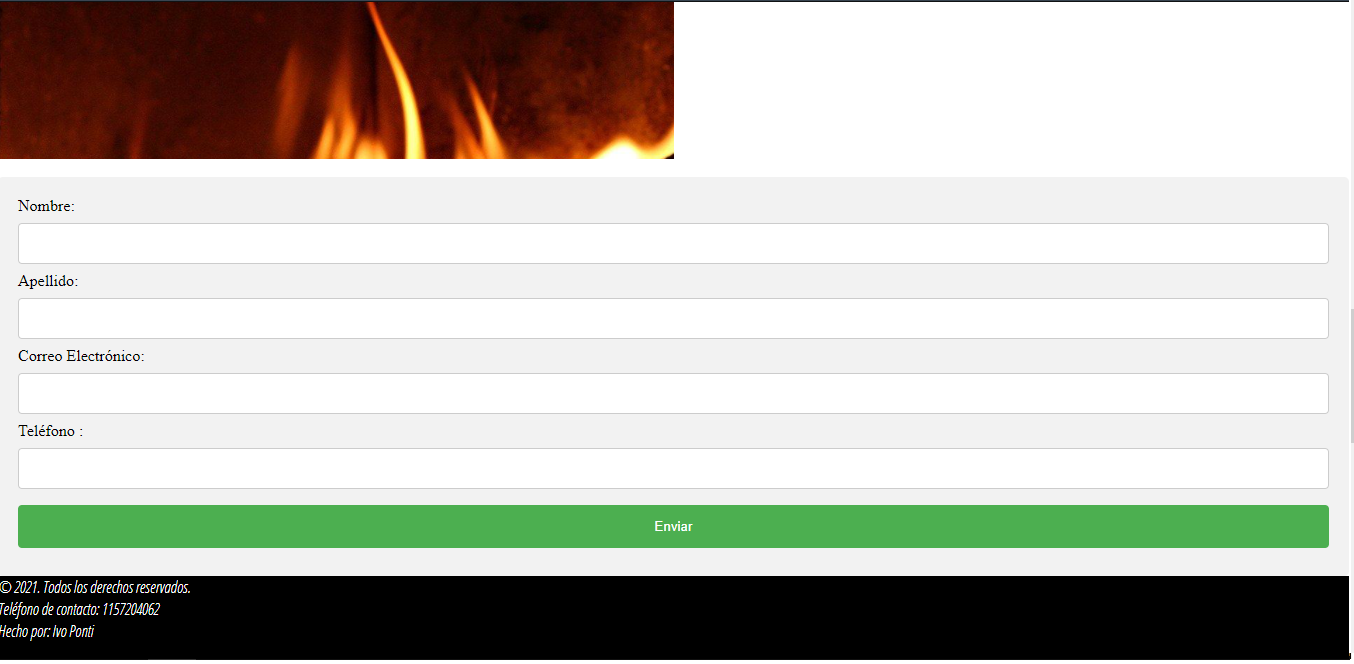 Nombre:
Apellido:
Correo Electrónico:
Teléfono :
Enviar
© 2021. Todos los derechos reservados.
Teléfono de contacto: 1157204062
Hecho por: Ivo Ponti